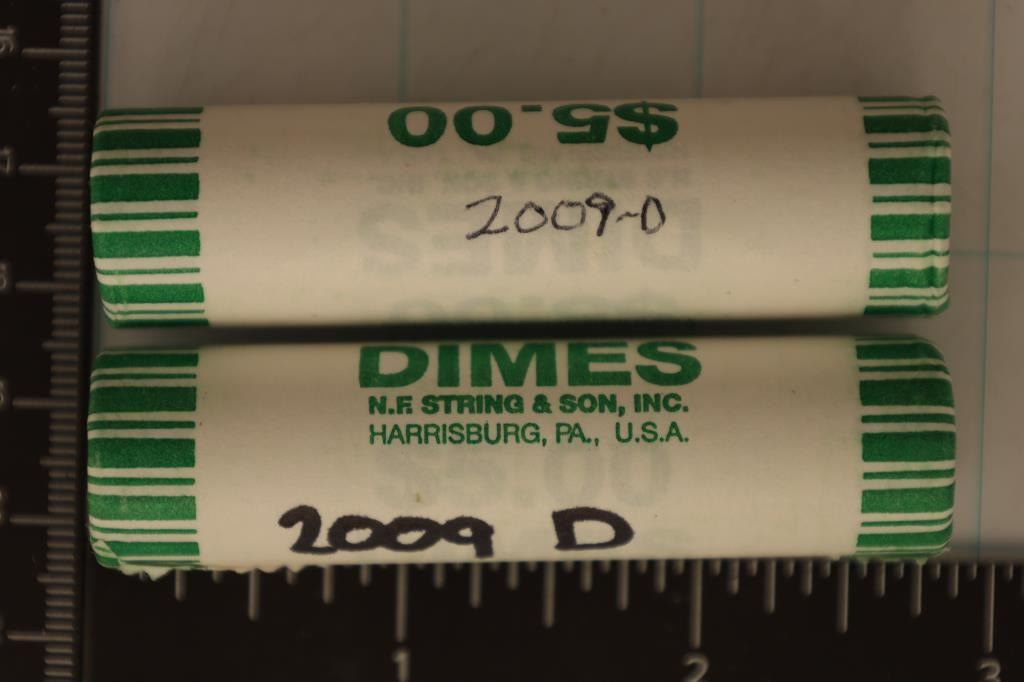 $5.00
2009-D
DIMES
N.F. STRING & SON, INC.
HARRISBURG, PA., U.S.A.
2009 D
1
2
3